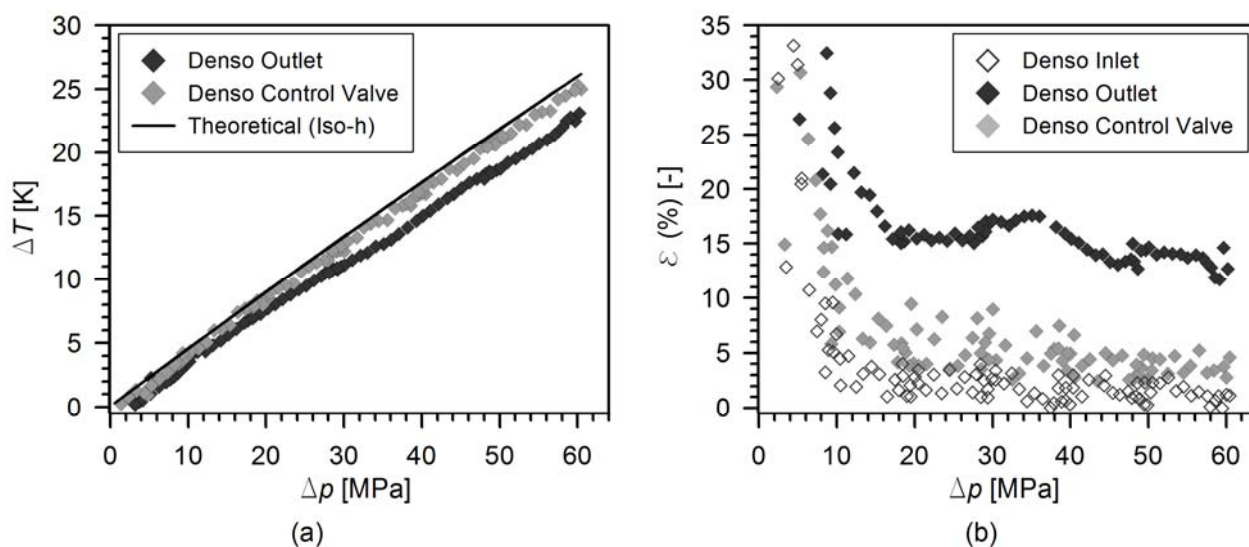 30
25
20
15
10
5
0
ΔT [K]
Denso Outlet
Denso Control Valve
Theoretical (Iso-h)
0 10 20 30 40 50 60
Δp [MPa]
(a)
35
30
25
20
15
10
5
0
ε (%) [-]
Denso Inlet
Denso Outlet
Denso Control Valve
0 10 20 30 40 50 60
Δp [MPa]
(b)